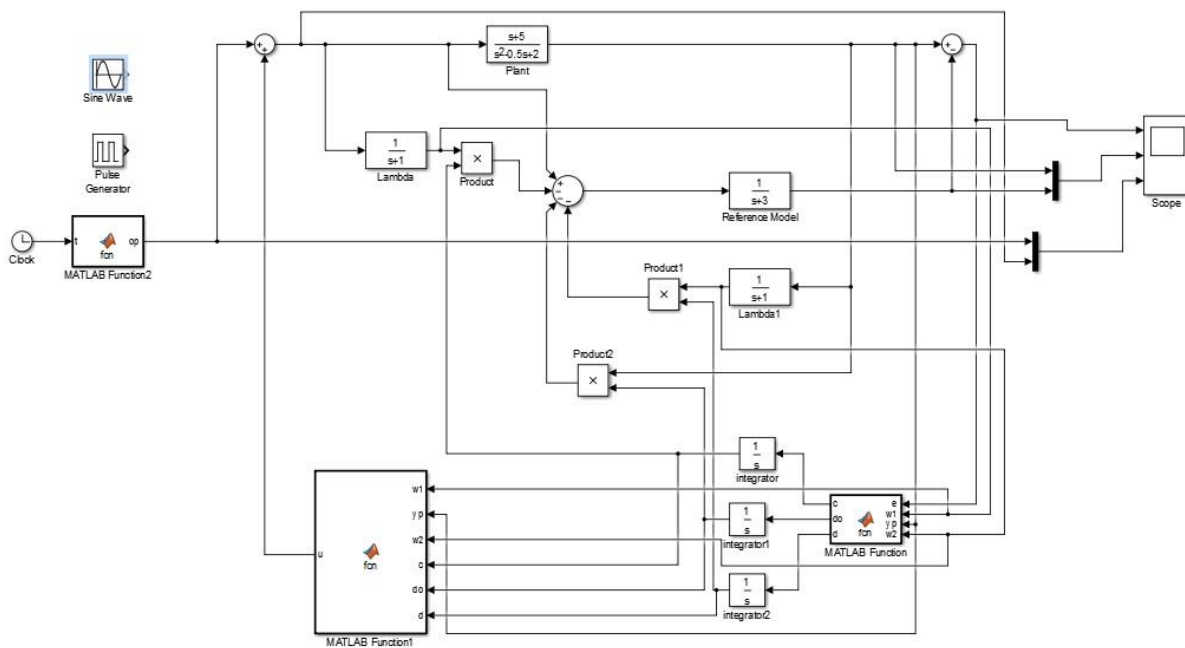 s+5
s²-0.5s+2
Plant
+
+
+
-
Sine Wave
Pulse
Generator
1
s+1
Lambda
×
Product
+
-
-
-
1
s+3
Reference Model
Scope
Clock
t
fcn
op
MATLAB Function2
Product1
×
1
s+1
Lambda1
Product2
×
1
s
integrator
1
s
integrator1
1
s
integrator2
c
do
d
fcn
e
w1
yp
w2
MATLAB Function
u
fcn
w1
yp
w2
c
do
d
MATLAB Function1